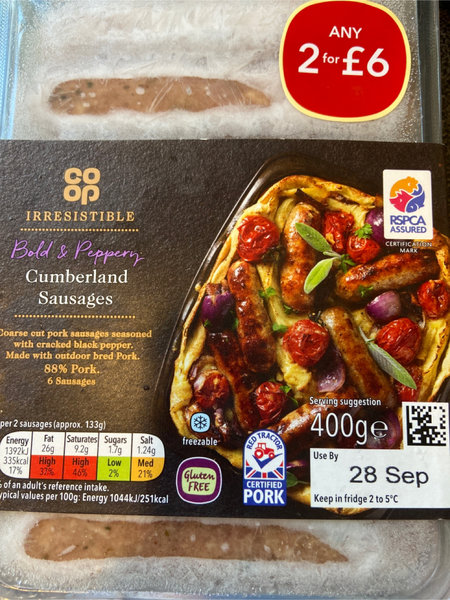 ANY
2 for £6
CO
OP
IRRESISTIBLE
Bold & Peppery
Cumberland
Sausages
Coarse cut pork sausages seasoned
with cracked black pepper.
Made with outdoor bred Pork.
88% Pork.
6 Sausages
RSPCA
ASSURED
CERTIFICATION
MARK
per 2 sausages (approx. 133g)
Energy
1392kJ
335kcal
17%
Fat
26g
High
37%
Saturates
9.2g
High
46%
Sugars
1.7g
Low
2%
Salt
1.24g
Med
21%
% of an adult's reference intake.
Typical values per 100g: Energy 1044kJ/251kcal
freezable
Gluten
FREE
RED TRACTOR
CERTIFIED
PORK
Serving suggestion
400g℮
Use By
28 Sep
Keep in fridge 2 to 5°C